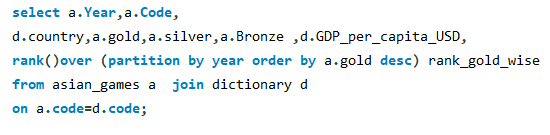 select a.Year,a.Code,
d.country,a.gold,a.silver,a.Bronze ,d.GDP_per_capita_USD,
rank()over (partition by year order by a.gold desc) rank_gold_wise
from asian_games a  join dictionary d
on a.code=d.code;